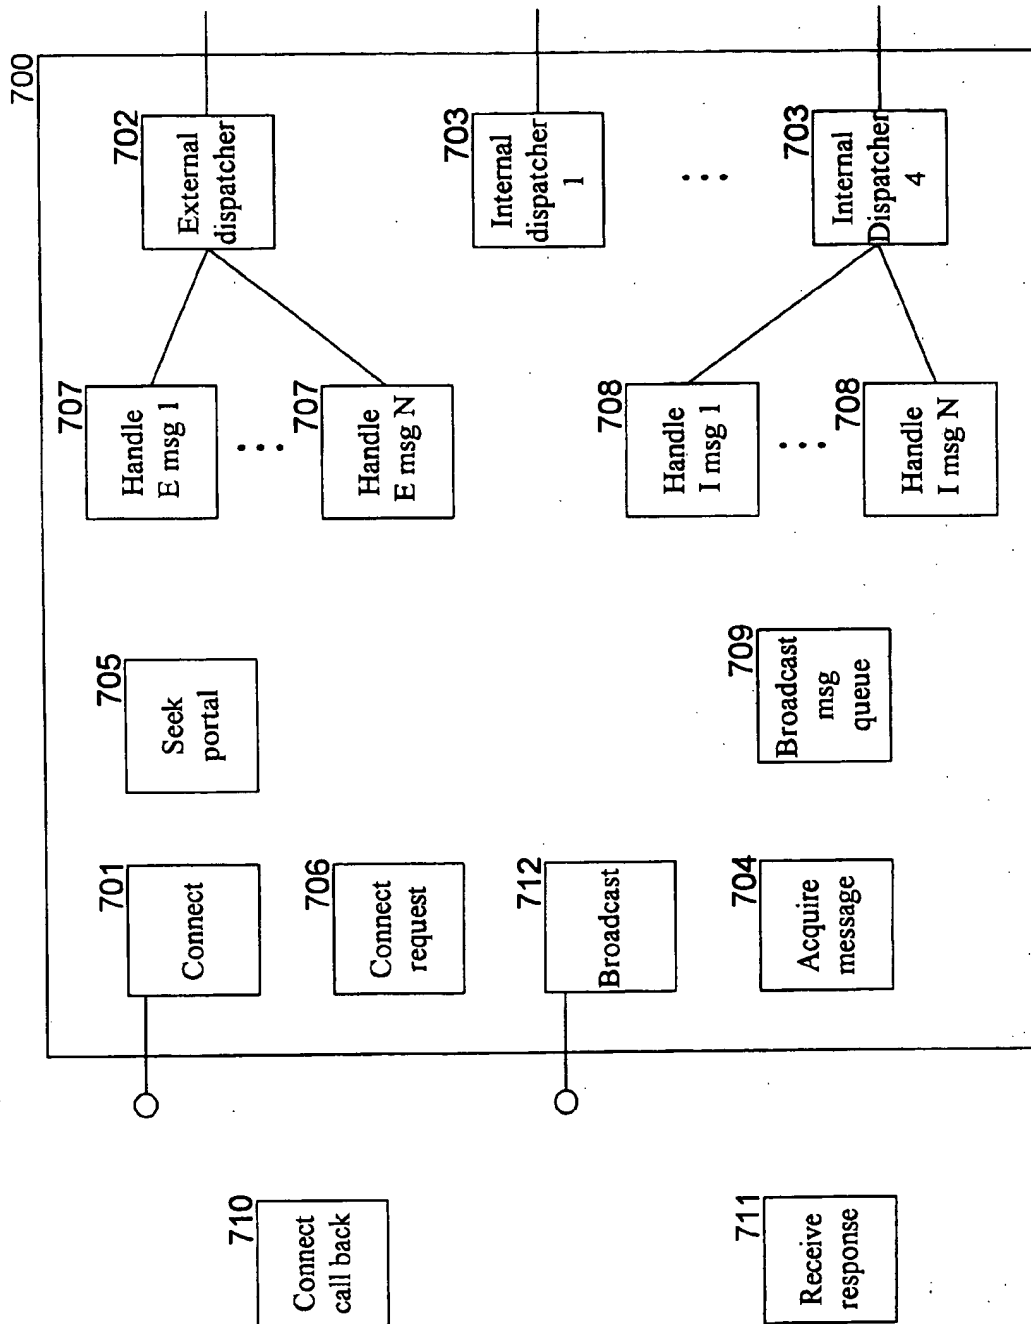 700
710
Connect
call back
711
Receive
response
701
Connect
706
Connect
request
712
Broadcast
704
Acquire
message
705
Seek
portal
709
Broadcast
msg
queue
707
Handle
E msg 1
707
Handle
E msg N
708
Handle
I msg 1
708
Handle
I msg N
702
External
dispatcher
703
Internal
dispatcher
1
703
Internal
Dispatcher
4